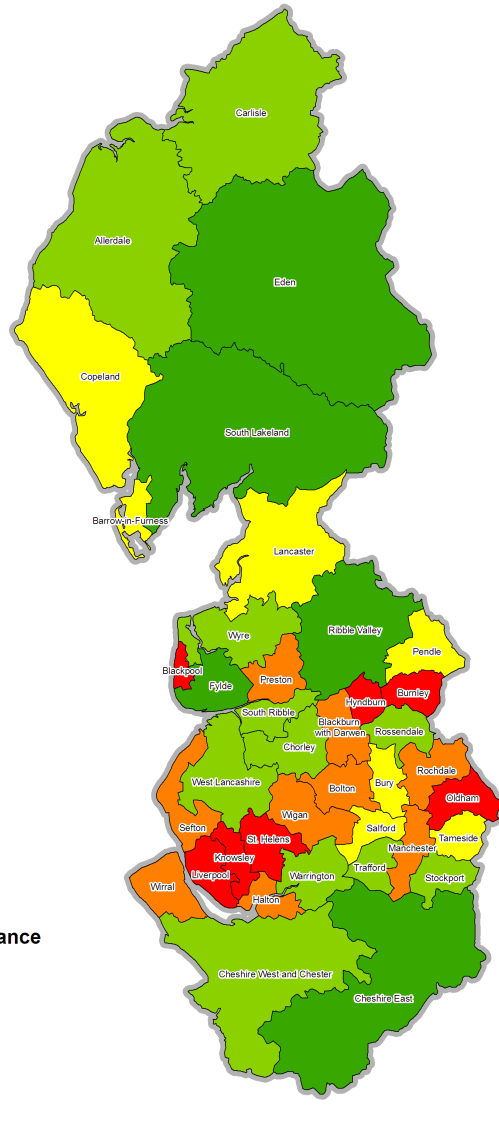 Carlisle
Allerdale
Eden
Copeland
South Lakeland
Barrow-in-Furness
Lancaster
Wyre
Ribble Valley
Pendle
Blackpool
Fylde
Preston
Hyndburn
Burnley
South Ribble
Blackburn
with Darwen
Rossendale
Chorley
West Lancashire
Bolton
Bury
Rochdale
Oldham
Wigan
Sefton
Salford
St. Helens
Tameside
Manchester
Knowsley
Liverpool
Trafford
Warrington
Stockport
Wirral
Halton
ance
Cheshire West and Chester
Cheshire East